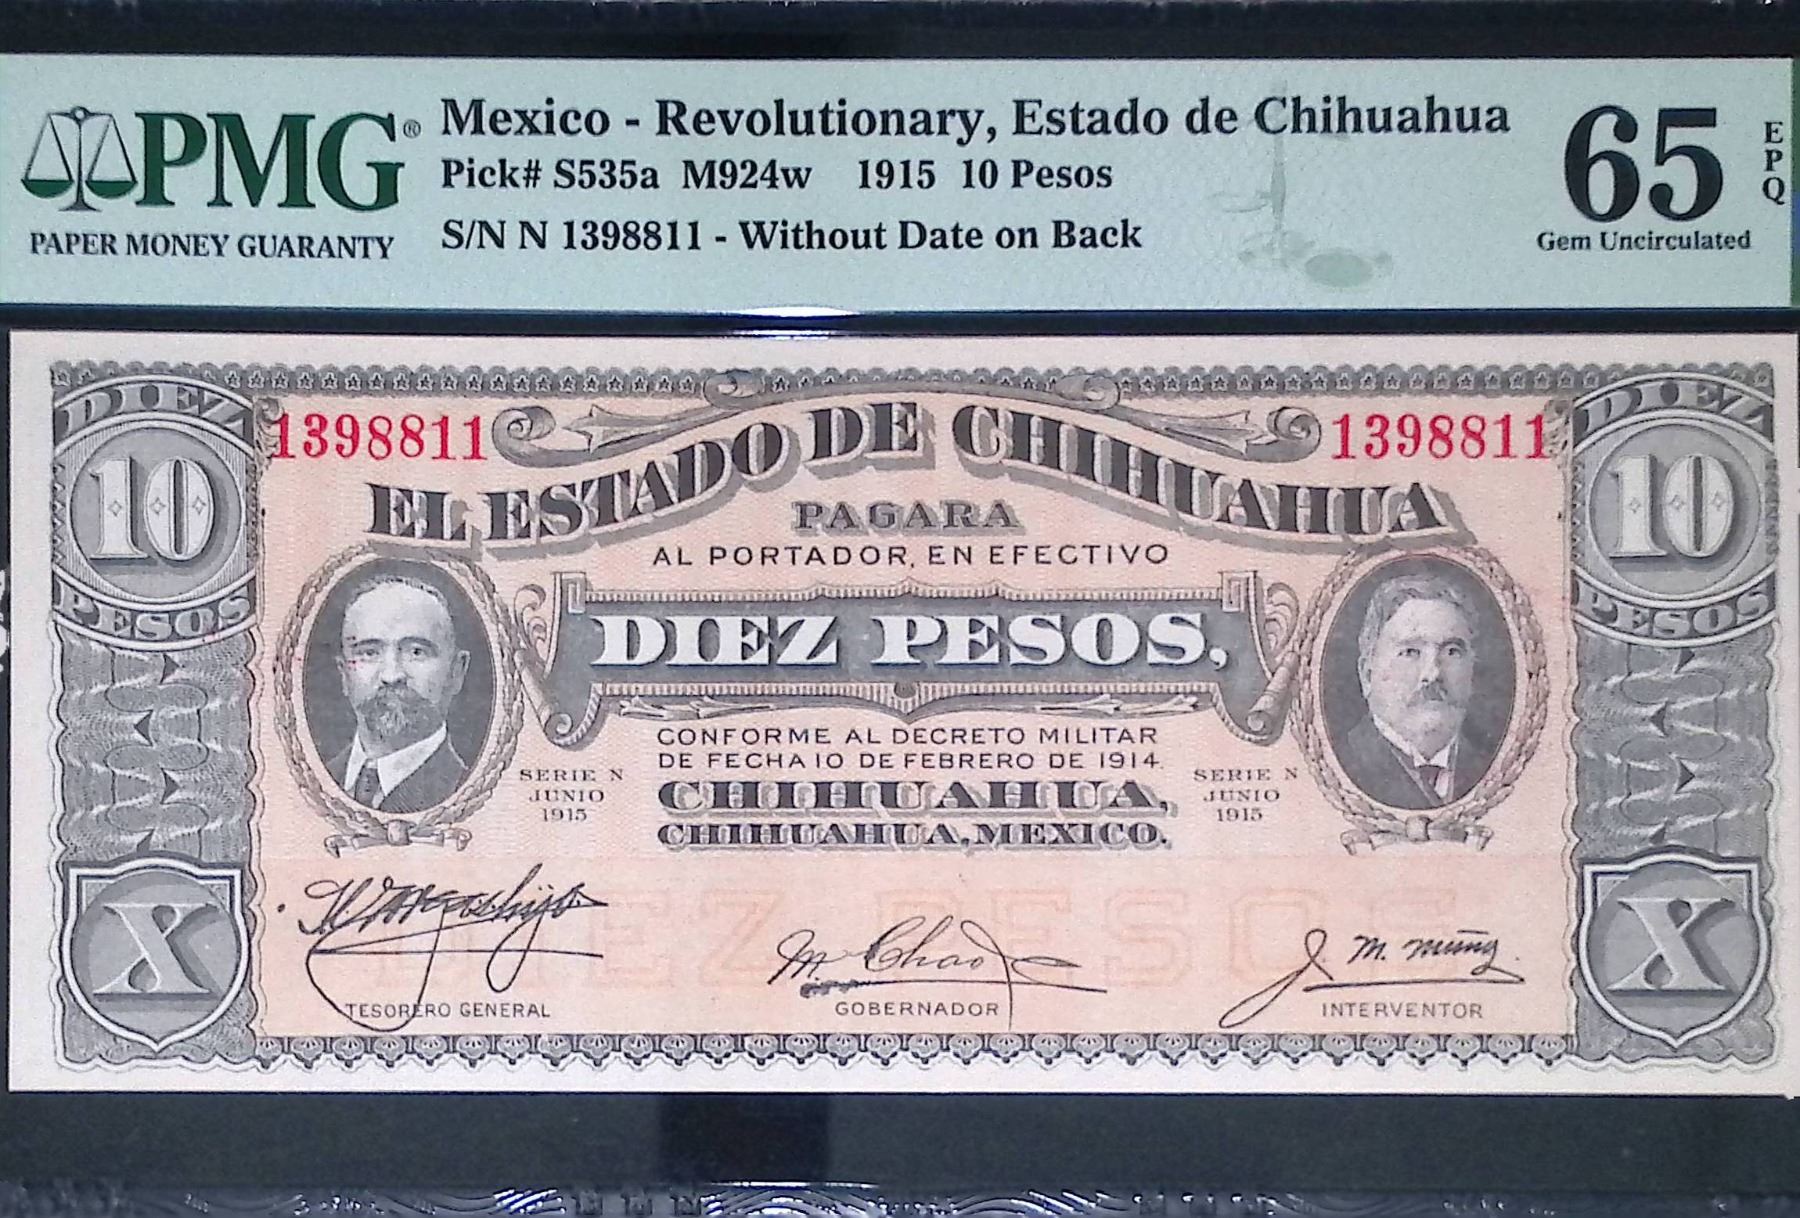 PMG®
PAPER MONEY GUARANTY
Mexico - Revolutionary, Estado de Chihuahua
Pick# S535a M924w 1915 10 Pesos
S/N N 1398811 - Without Date on Back
65 EPQ
Gem Uncirculated
DIEZ 10 PESOS
1398811
1398811
DIEZ 10 PESOS
EL ESTADO DE CHIHUAHUA
PAGARA
AL PORTADOR, EN EFECTIVO
DIEZ PESOS,
CONFORME AL DECRETO MILITAR
DE FECHA 10 DE FEBRERO DE 1914.
SERIE N
JUNIO
1915
CHIHUAHUA,
CHIHUAHUA, MEXICO.
SERIE N
JUNIO
1915
DIEZ PESOS
X
X
M. Chao
J. M. Muñoz
TESORERO GENERAL
GOBERNADOR
INTERVENTOR